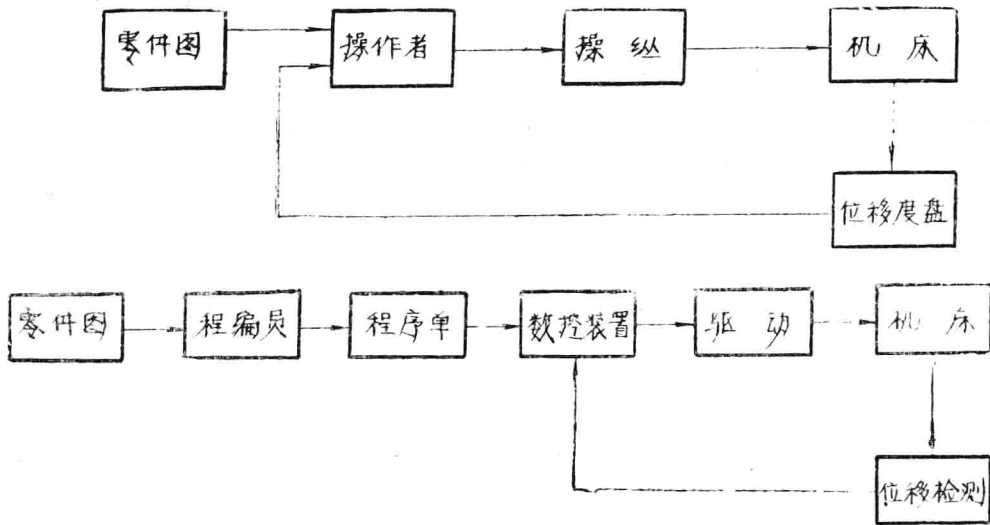 零件图 操作者 操纵 机床
位移度盘
零件图 程编员 程序单 数控装置 驱动 机床
位移检测